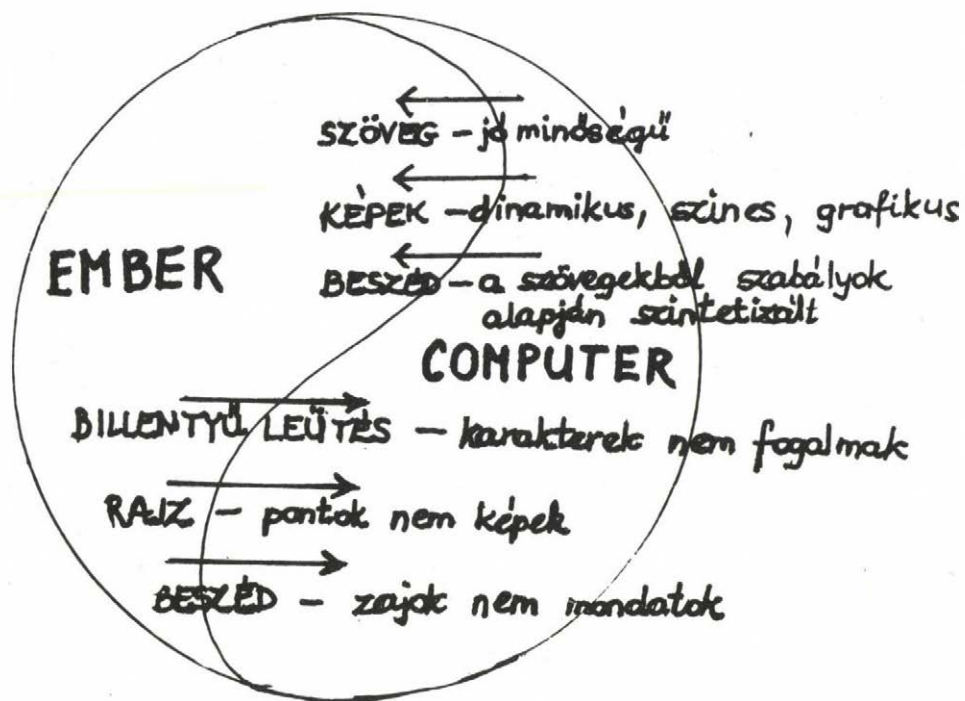 SZÖVEG – jó minőségű
KÉPEK – dinamikus, szines, grafikus
EMBER
BESZÉD – a szövegekből szabályok
alapján szintetizált
COMPUTER
BILLENTYŰ LEÜTÉS – karakterek nem fogalmak
RAJZ – pontok nem képek
BESZÉD – zajok nem mondatok